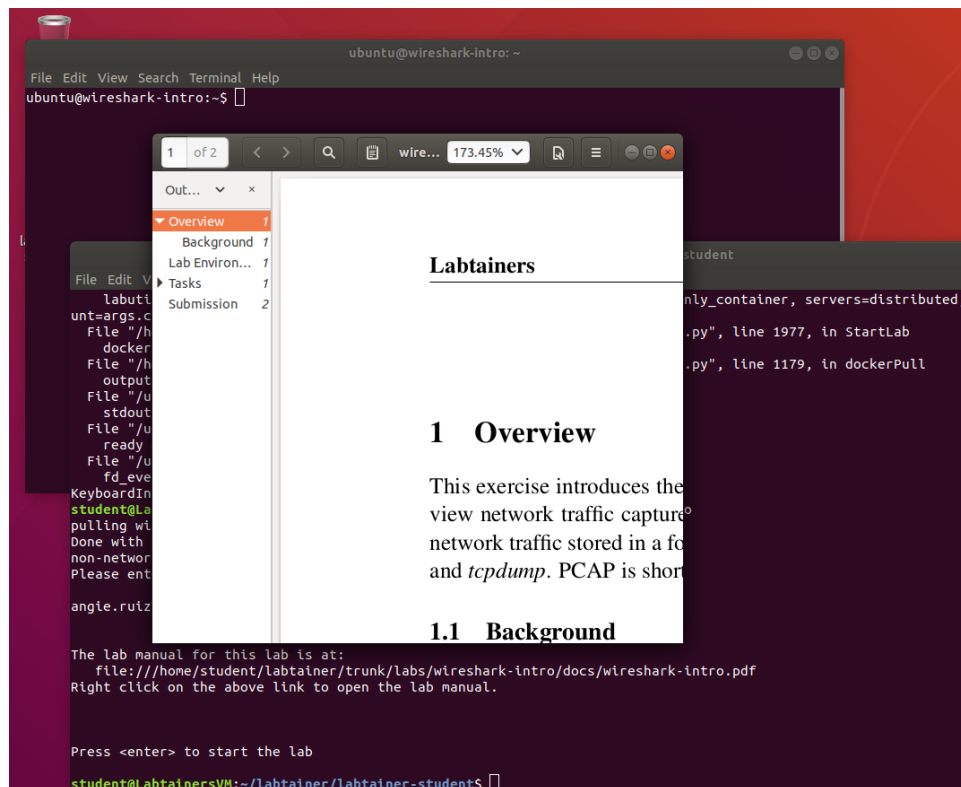 ubuntu@wireshark-intro: ~
File Edit View Search Terminal Help
ubuntu@wireshark-intro:~$
1 of 2 wire... 173.45%
Out...
Overview 1
Background 1
Lab Environ... 1
Tasks 1
Submission 2
Labtainers
1 Overview
This exercise introduces the
view network traffic capture
network traffic stored in a fo
and tcpdump. PCAP is short
1.1 Background
student
File Edit V
labuti nly_container, servers=distributed
unt=args.c
File "/h .py", line 1977, in StartLab
docker
File "/h .py", line 1179, in dockerPull
output
File "/u
stdout
File "/u
ready
File "/u
fd_eve
KeyboardIn
student@La
pulling wi
Done with
non-networ
Please ent
angie.ruiz
The lab manual for this lab is at:
file:///home/student/labtainer/trunk/labs/wireshark-intro/docs/wireshark-intro.pdf
Right click on the above link to open the lab manual.
Press <enter> to start the lab
student@LabtainersVM:~/labtainer/labtainer-student$